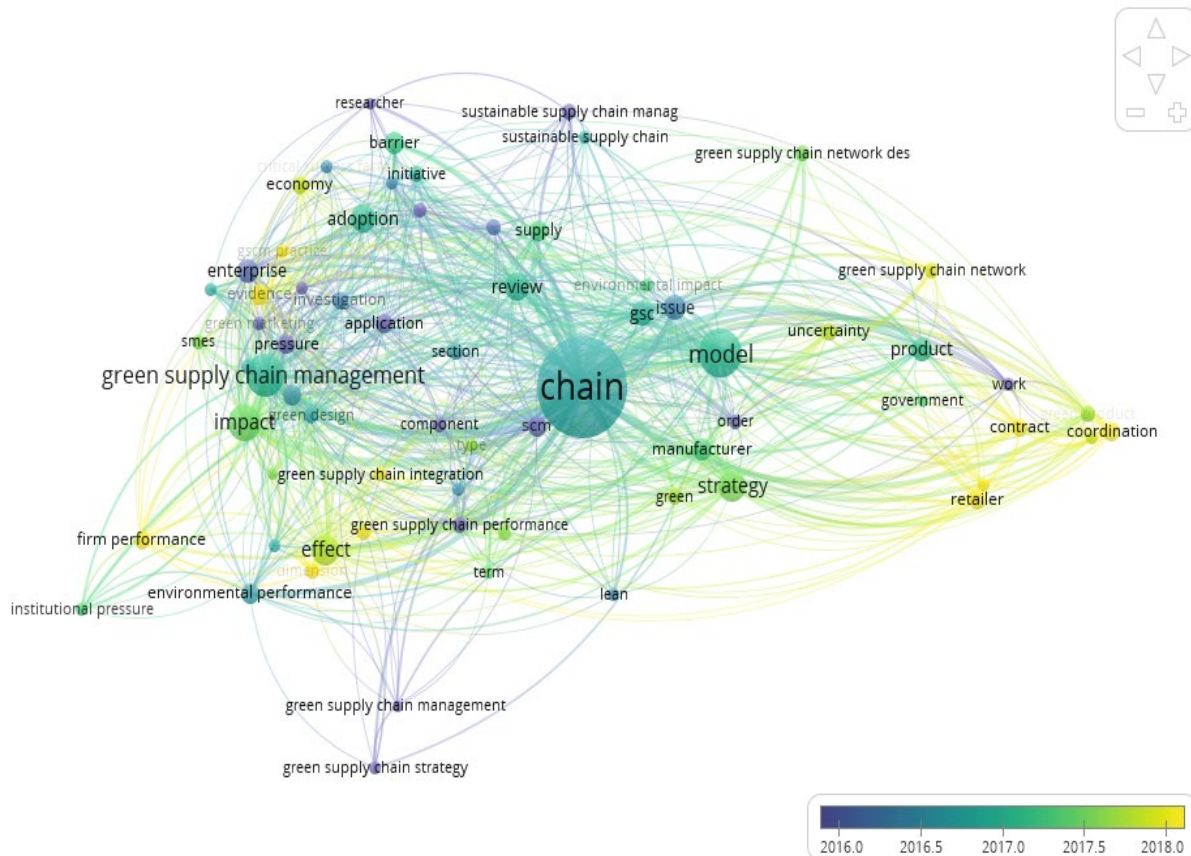 researcher
sustainable supply chain manag
barrier
sustainable supply chain
green supply chain network des
initiative
economy
adoption
supply
gscm practize
enterprise
green supply chain network
evidence
investigation
review
environmental impact
gsc
issue
green marketing
application
uncertainty
smes
pressure
section
model
product
green supply chain management
chain
work
green design
government
impact
component
scm
order
contract
coordination
type
manufacturer
green supply chain integration
green
strategy
retailer
green supply chain performance
firm performance
effect
dimension
term
environmental performance
lean
institutional pressure
green supply chain management
green supply chain strategy
2016.0 2016.5 2017.0 2017.5 2018.0